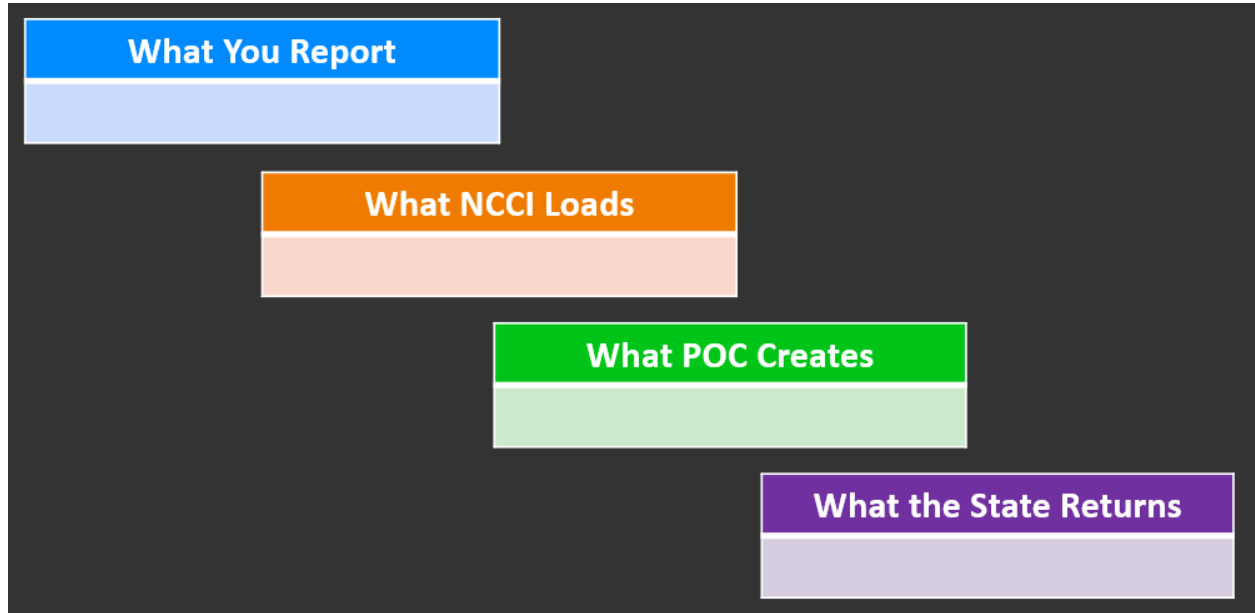 What You Report
What NCCI Loads
What POC Creates
What the State Returns